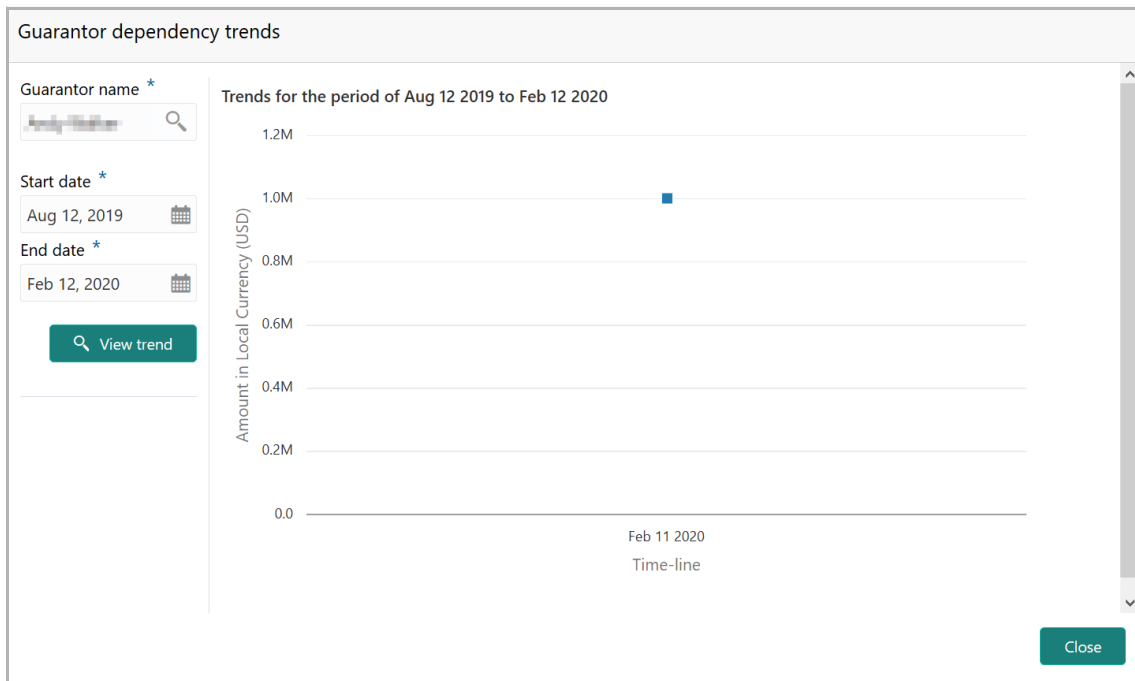 Guarantor dependency trends
Guarantor name *
Start date *
Aug 12, 2019
End date *
Feb 12, 2020
View trend
Trends for the period of Aug 12 2019 to Feb 12 2020
1.2M
1.0M
0.8M
0.6M
0.4M
0.2M
0.0
Amount in Local Currency (USD)
Feb 11 2020
Time-line
Close